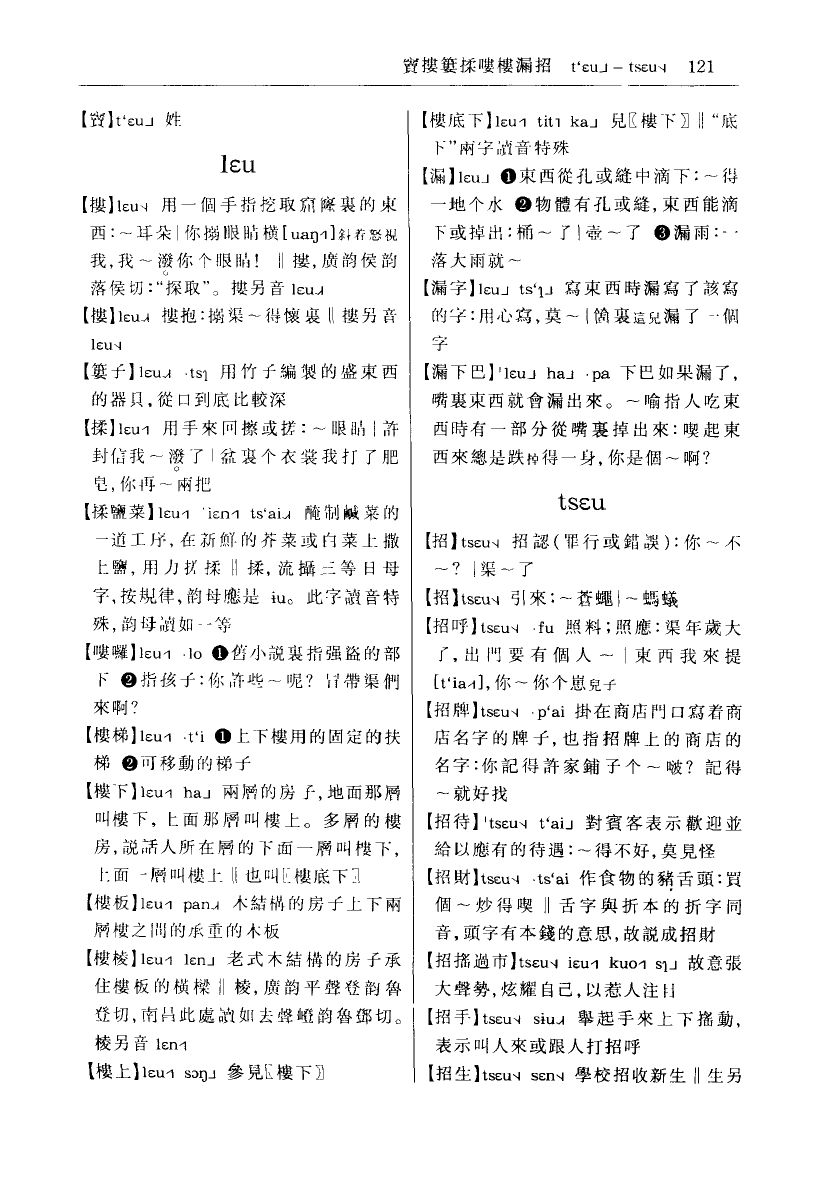 竇摟簍揉嘍樓漏招 tʻɛu˩ – tsɛu˧˩ 121
【竇】tʻɛu˩ 姓
lɛu
【摟】lɛu˧˩ 用一個手指挖取窟窿裏的東
西:～耳朵|你搦眼睛横[uaŋ˧˥]斜着怒視
我,我～潑你个眼睛! ‖摟,廣韵侯韵
落侯切:“探取”。摟另音 lɛu
【摟】lɛu 摟抱:搦渠～得懷裏‖摟另音
lɛu˧˩
【簍子】lɛu ·tsɿ 用竹子編製的盛東西
的器具,從口到底比較深
【揉】lɛu 用手來回擦或搓:～眼睛|許
封信我～潑了|盆裏个衣裳我打了肥
皂,你再～兩把
【揉鹽菜】lɛu ˈiɛn tsʻai 醃制鹹菜的
一道工序,在新鮮的芥菜或白菜上撒
上鹽,用力搓揉‖揉,流攝三等日母
字,按規律,韵母應是 iu。此字讀音特
殊,韵母讀如一等
【嘍囉】lɛu ·lo ❶舊小説裏指强盜的部
下 ❷指孩子:你許些～呢? 冒帶渠們
來啊?
【樓梯】lɛu ·tʻi ❶上下樓用的固定的扶
梯 ❷可移動的梯子
【樓下】lɛu ha˩ 兩層的房子,地面那層
叫樓下,上面那層叫樓上。多層的樓
房,説話人所在層的下面一層叫樓下,
上面一層叫樓上‖也叫〖樓底下〗
【樓板】lɛu pan 木結構的房子上下兩
層樓之間的承重的木板
【樓棱】lɛu lɛn˩ 老式木結構的房子承
住樓板的横樑‖棱,廣韵平聲登韵魯
登切,南昌此處讀如去聲嶝韵魯鄧切。
棱另音 lɛn
【樓上】lɛu sɔŋ˩ 參見〖樓下〗
【樓底下】lɛu tit ka˩ 見〖樓下〗‖“底
下”兩字讀音特殊
【漏】lɛu˩ ❶東西從孔或縫中滴下:～得
一地个水 ❷物體有孔或縫,東西能滴
下或掉出:桶～了|壺～了 ❸漏雨:一
落大雨就～
【漏字】lɛu˩ tsʻɿ˩ 寫東西時漏寫了該寫
的字:用心寫,莫～|箇裏這兒漏了一個
字
【漏下巴】ˈlɛu˩ ha˩ ·pa 下巴如果漏了,
嘴裏東西就會漏出來。～喻指人吃東
西時有一部分從嘴裏掉出來:喫起東
西來總是跌掉得一身,你是個～啊?
tsɛu
【招】tsɛu˧˩ 招認(罪行或錯誤):你～不
～? |渠～了
【招】tsɛu˧˩ 引來:～蒼蠅|～螞蟻
【招呼】tsɛu˧˩ ·fu 照料;照應:渠年歲大
了,出門要有個人～|東西我來提
[tʻia],你～你个崽兒子
【招牌】tsɛu˧˩ ·pʻai 掛在商店門口寫着商
店名字的牌子,也指招牌上的商店的
名字:你記得許家鋪子个～啵? 記得
～就好找
【招待】ˈtsɛu˧˩ tʻai˩ 對賓客表示歡迎並
給以應有的待遇:～得不好,莫見怪
【招財】tsɛu˧˩ ·tsʻai 作食物的豬舌頭:買
個～炒得喫‖舌字與折本的折字同
音,頭字有本錢的意思,故説成招財
【招摇過市】tsɛu˧˩ iɛu kuo sɿ˩ 故意張
大聲勢,炫耀自己,以惹人注目
【招手】tsɛu˧˩ siu 舉起手來上下搖動,
表示叫人來或跟人打招呼
【招生】tsɛu˧˩ sɛn˧˩ 學校招收新生‖生另